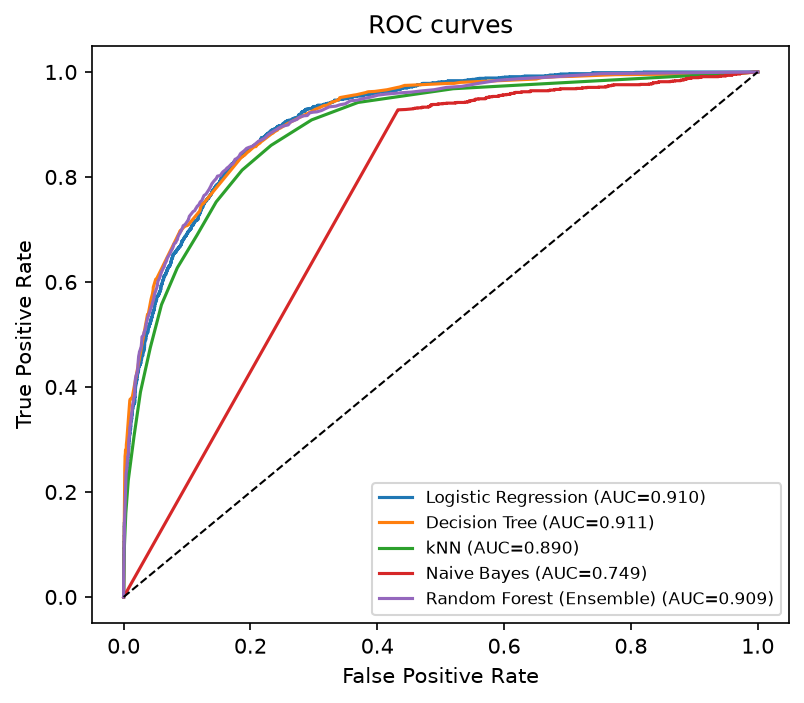 ROC curves
1.0
0.8
0.6
0.4
0.2
0.0
True Positive Rate
Logistic Regression (AUC=0.910)
Decision Tree (AUC=0.911)
kNN (AUC=0.890)
Naive Bayes (AUC=0.749)
Random Forest (Ensemble) (AUC=0.909)
0.0 0.2 0.4 0.6 0.8 1.0
False Positive Rate